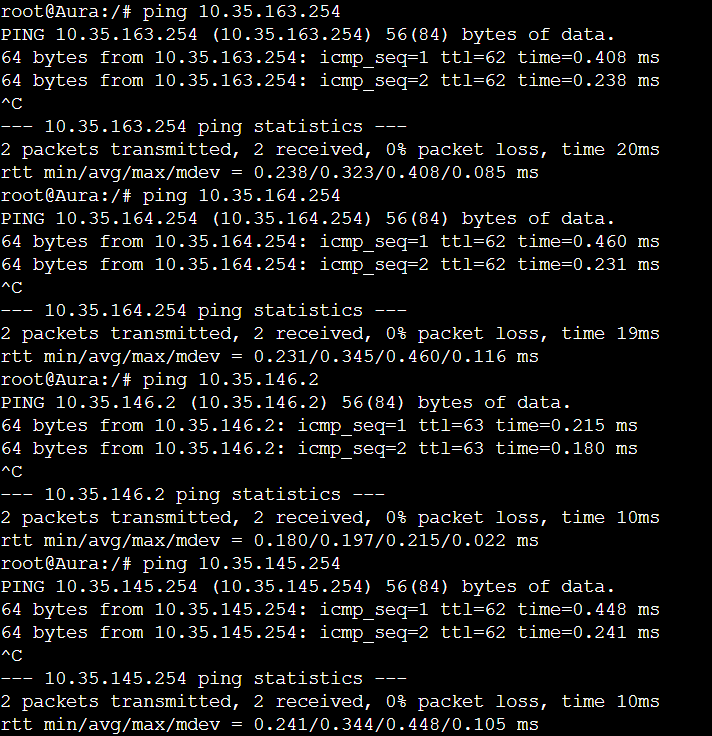 root@Aura:/# ping 10.35.163.254
PING 10.35.163.254 (10.35.163.254) 56(84) bytes of data.
64 bytes from 10.35.163.254: icmp_seq=1 ttl=62 time=0.408 ms
64 bytes from 10.35.163.254: icmp_seq=2 ttl=62 time=0.238 ms
^C
--- 10.35.163.254 ping statistics ---
2 packets transmitted, 2 received, 0% packet loss, time 20ms
rtt min/avg/max/mdev = 0.238/0.323/0.408/0.085 ms
root@Aura:/# ping 10.35.164.254
PING 10.35.164.254 (10.35.164.254) 56(84) bytes of data.
64 bytes from 10.35.164.254: icmp_seq=1 ttl=62 time=0.460 ms
64 bytes from 10.35.164.254: icmp_seq=2 ttl=62 time=0.231 ms
^C
--- 10.35.164.254 ping statistics ---
2 packets transmitted, 2 received, 0% packet loss, time 19ms
rtt min/avg/max/mdev = 0.231/0.345/0.460/0.116 ms
root@Aura:/# ping 10.35.146.2
PING 10.35.146.2 (10.35.146.2) 56(84) bytes of data.
64 bytes from 10.35.146.2: icmp_seq=1 ttl=63 time=0.215 ms
64 bytes from 10.35.146.2: icmp_seq=2 ttl=63 time=0.180 ms
^C
--- 10.35.146.2 ping statistics ---
2 packets transmitted, 2 received, 0% packet loss, time 10ms
rtt min/avg/max/mdev = 0.180/0.197/0.215/0.022 ms
root@Aura:/# ping 10.35.145.254
PING 10.35.145.254 (10.35.145.254) 56(84) bytes of data.
64 bytes from 10.35.145.254: icmp_seq=1 ttl=62 time=0.448 ms
64 bytes from 10.35.145.254: icmp_seq=2 ttl=62 time=0.241 ms
^C
--- 10.35.145.254 ping statistics ---
2 packets transmitted, 2 received, 0% packet loss, time 10ms
rtt min/avg/max/mdev = 0.241/0.344/0.448/0.105 ms